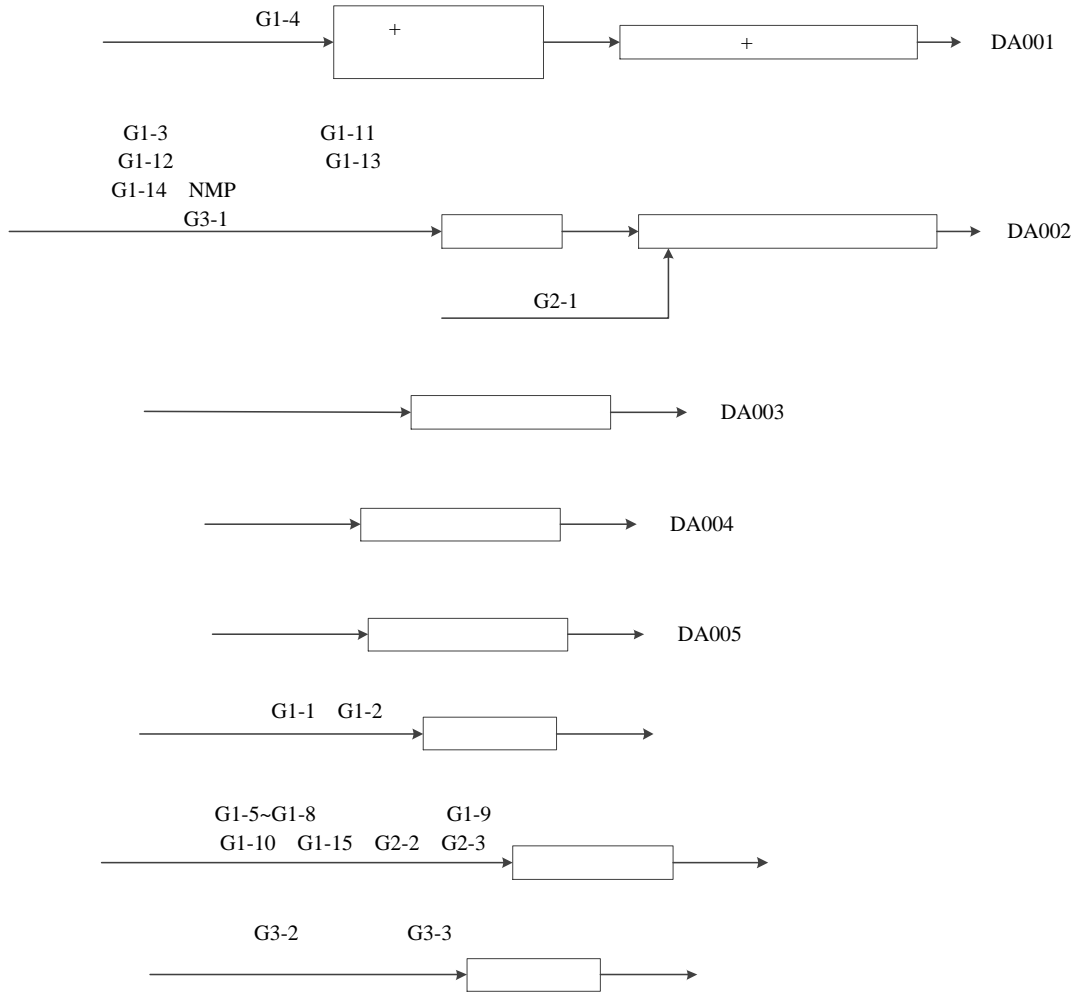 G1-4
+
+
DA001
G1-3 G1-11
G1-12 G1-13
G1-14 NMP
G3-1
DA002
G2-1
DA003
DA004
DA005
G1-1 G1-2
G1-5~G1-8 G1-9
G1-10 G1-15 G2-2 G2-3
G3-2 G3-3